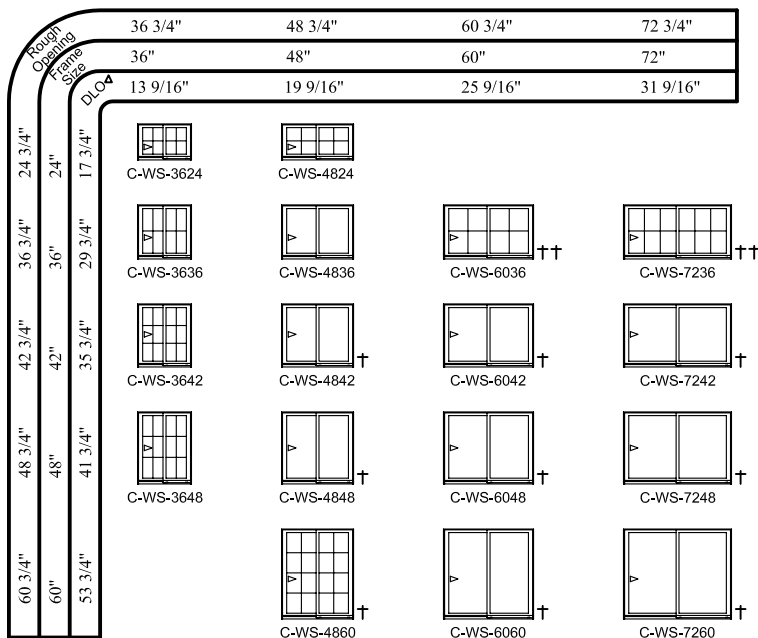 Rough Opening 36 3/4" 48 3/4" 60 3/4" 72 3/4"
Frame Size 36" 48" 60" 72"
DLO 13 9/16" 19 9/16" 25 9/16" 31 9/16"
24 3/4" 24" 17 3/4"
C-WS-3624 C-WS-4824
36 3/4" 36" 29 3/4"
††  ††
C-WS-3636 C-WS-4836 C-WS-6036 C-WS-7236
42 3/4" 42" 35 3/4"
† † †
C-WS-3642 C-WS-4842 C-WS-6042 C-WS-7242
48 3/4" 48" 41 3/4"
† † †
C-WS-3648 C-WS-4848 C-WS-6048 C-WS-7248
60 3/4" 60" 53 3/4"
† † †
C-WS-4860 C-WS-6060 C-WS-7260